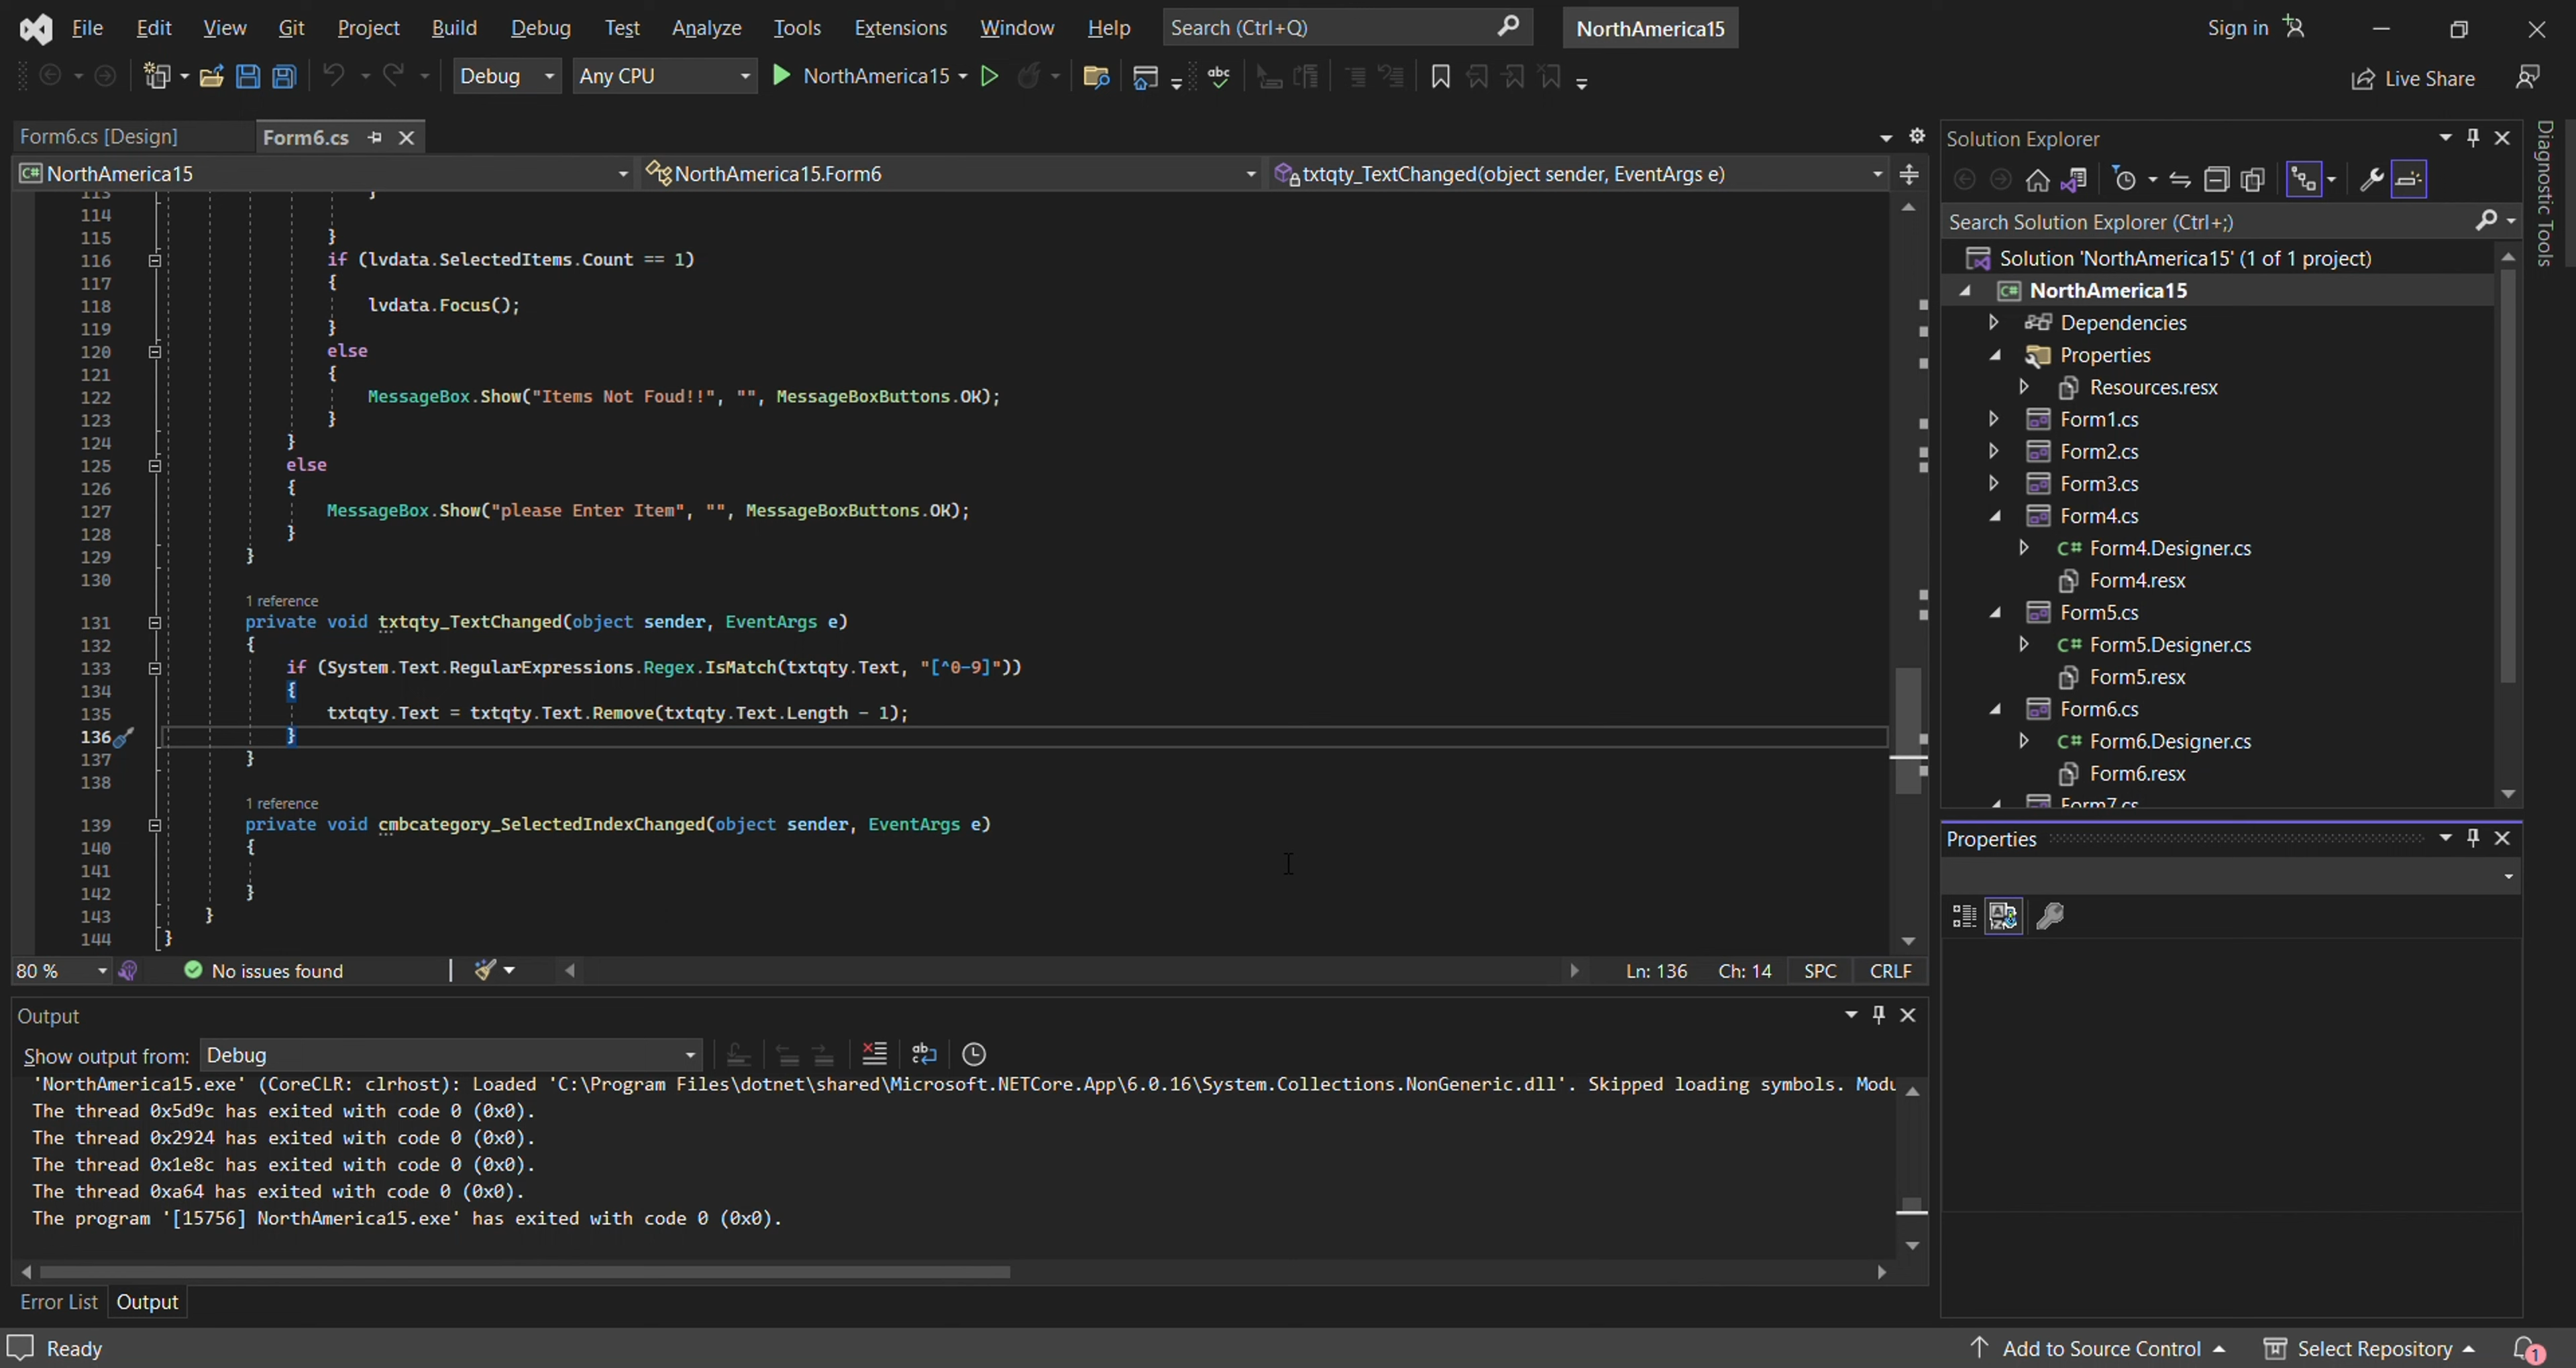 File Edit View Git Project Build Debug Test Analyze Tools Extensions Window Help Search (Ctrl+Q) NorthAmerica15 Sign in
Debug Any CPU NorthAmerica15 Live Share
Form6.cs [Design] Form6.cs
NorthAmerica15 NorthAmerica15.Form6 txtqty_TextChanged(object sender, EventArgs e)
113 }
114
115 }
116 if (lvdata.SelectedItems.Count == 1)
117 {
118 lvdata.Focus();
119 }
120 else
121 {
122 MessageBox.Show("Items Not Foud!!", "", MessageBoxButtons.OK);
123 }
124 }
125 else
126 {
127 MessageBox.Show("please Enter Item", "", MessageBoxButtons.OK);
128 }
129 }
130
1 reference
131 private void txtqty_TextChanged(object sender, EventArgs e)
132 {
133 if (System.Text.RegularExpressions.Regex.IsMatch(txtqty.Text, "[^0-9]"))
134 {
135 txtqty.Text = txtqty.Text.Remove(txtqty.Text.Length - 1);
136 }
137 }
138
1 reference
139 private void cmbcategory_SelectedIndexChanged(object sender, EventArgs e)
140 {
141
142 }
143 }
144 }
80 % No issues found Ln: 136 Ch: 14 SPC CRLF
Output
Show output from: Debug
'NorthAmerica15.exe' (CoreCLR: clrhost): Loaded 'C:\Program Files\dotnet\shared\Microsoft.NETCore.App\6.0.16\System.Collections.NonGeneric.dll'. Skipped loading symbols. Modu
The thread 0x5d9c has exited with code 0 (0x0).
The thread 0x2924 has exited with code 0 (0x0).
The thread 0x1e8c has exited with code 0 (0x0).
The thread 0xa64 has exited with code 0 (0x0).
The program '[15756] NorthAmerica15.exe' has exited with code 0 (0x0).
Error List Output
Solution Explorer
Search Solution Explorer (Ctrl+;)
Solution 'NorthAmerica15' (1 of 1 project)
C# NorthAmerica15
Dependencies
Properties
Resources.resx
Form1.cs
Form2.cs
Form3.cs
Form4.cs
C# Form4.Designer.cs
Form4.resx
Form5.cs
C# Form5.Designer.cs
Form5.resx
Form6.cs
C# Form6.Designer.cs
Form6.resx
Form7.cs
Properties
Diagnostic Tools
Ready Add to Source Control Select Repository 1